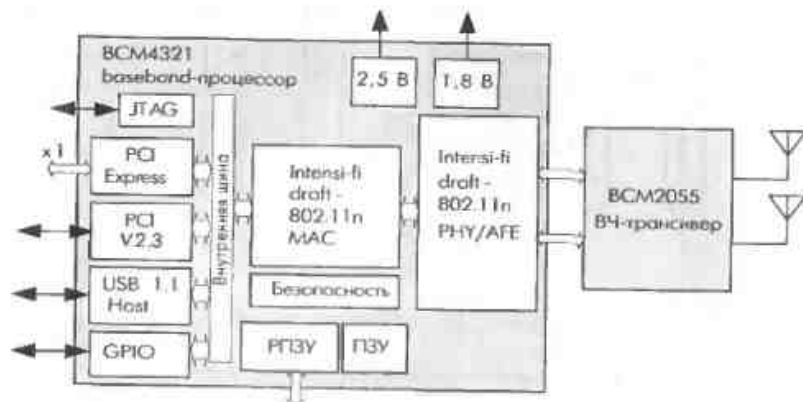 BCM4321
baseband-процессор
2,5 В
1,8 В
JTAG
x1
PCI
Express
PCI
V2.3
USB 1.1
Host
GPIO
Внутренняя шина
Intensi-fi
draft -
802.11n
MAC
Безопасность
РПЗУ
ПЗУ
Intensi-fi
draft -
802.11n
PHY/AFE
BCM2055
ВЧ-трансивер